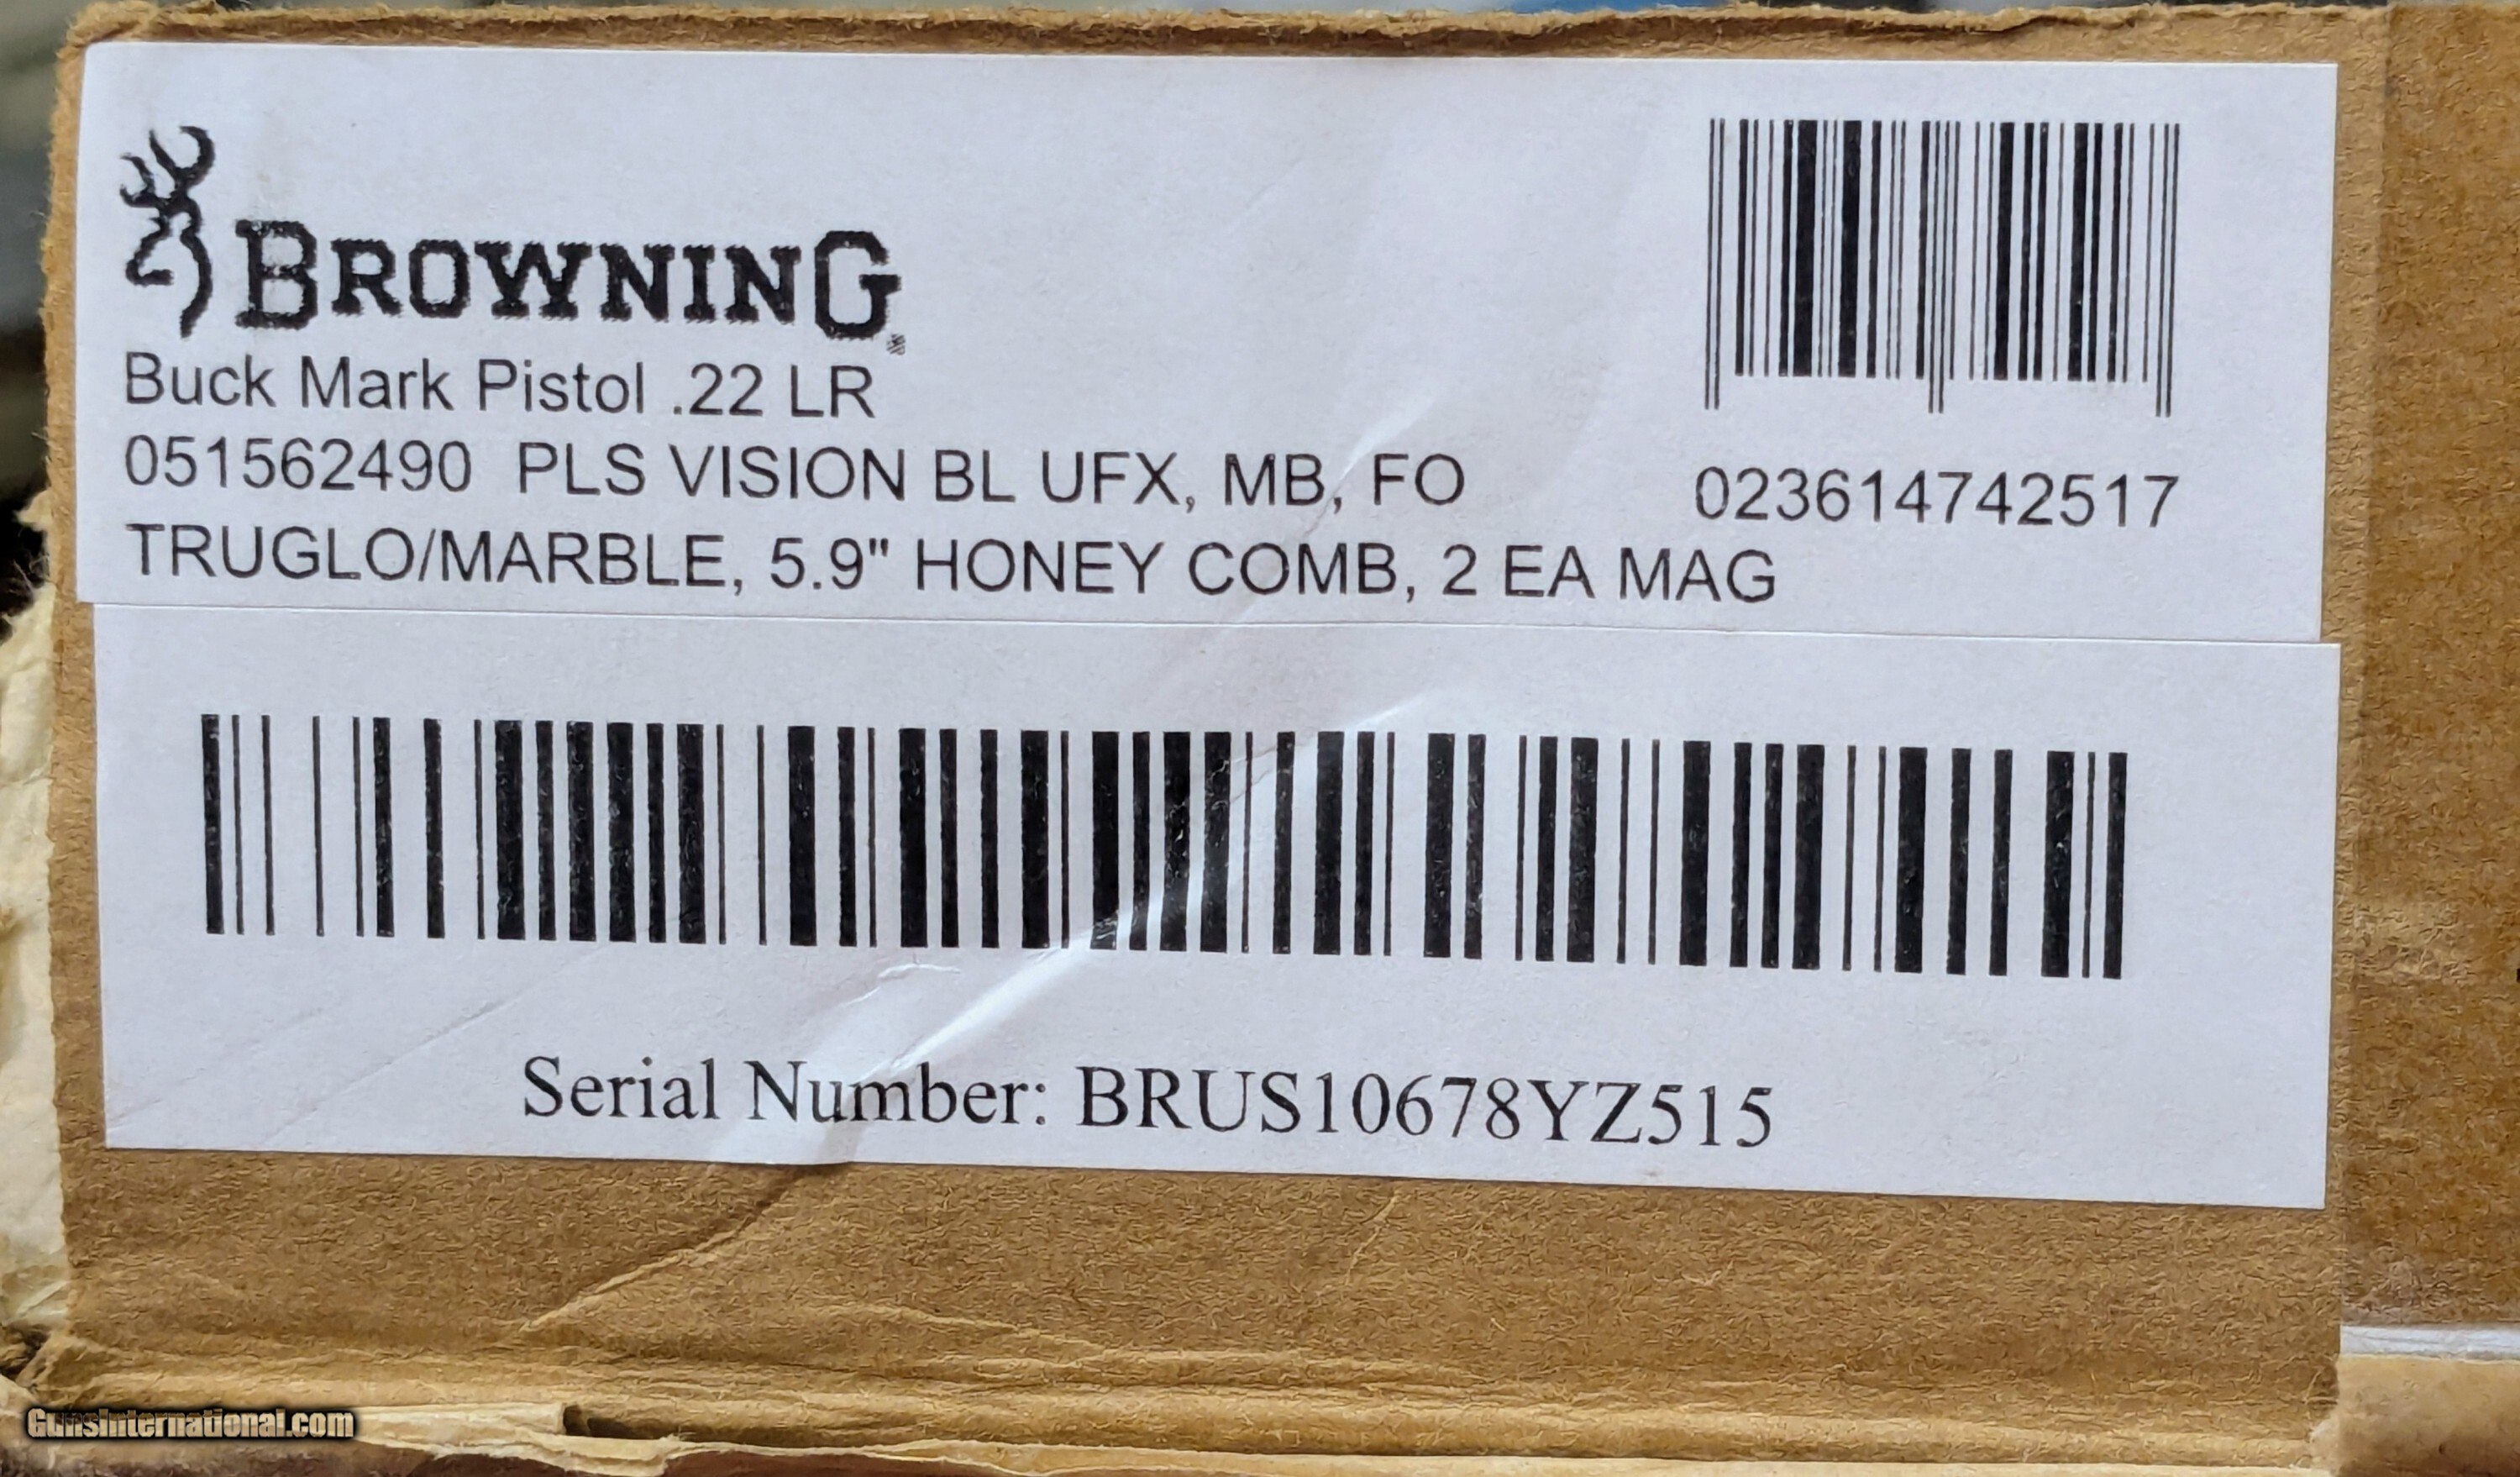 BROWNING
Buck Mark Pistol .22 LR
051562490 PLS VISION BL UFX, MB, FO
TRUGLO/MARBLE, 5.9" HONEY COMB, 2 EA MAG
023614742517
Serial Number: BRUS10678YZ515
GunsInternational.com